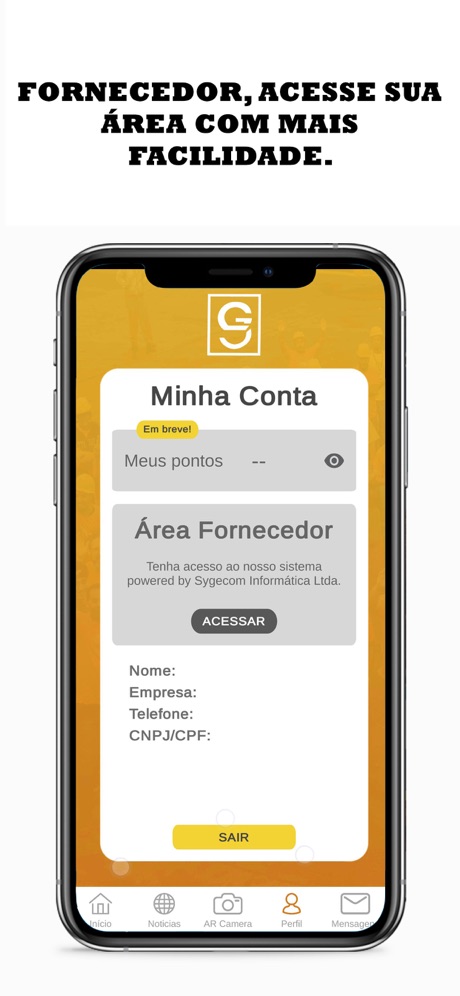 FORNECEDOR, ACESSE SUA
ÁREA COM MAIS
FACILIDADE.
Minha Conta
Em breve!
Meus pontos --
Área Fornecedor
Tenha acesso ao nosso sistema
powered by Sygecom Informática Ltda.
ACESSAR
Nome:
Empresa:
Telefone:
CNPJ/CPF:
SAIR
Início Noticias AR Camera Perfil Mensagen